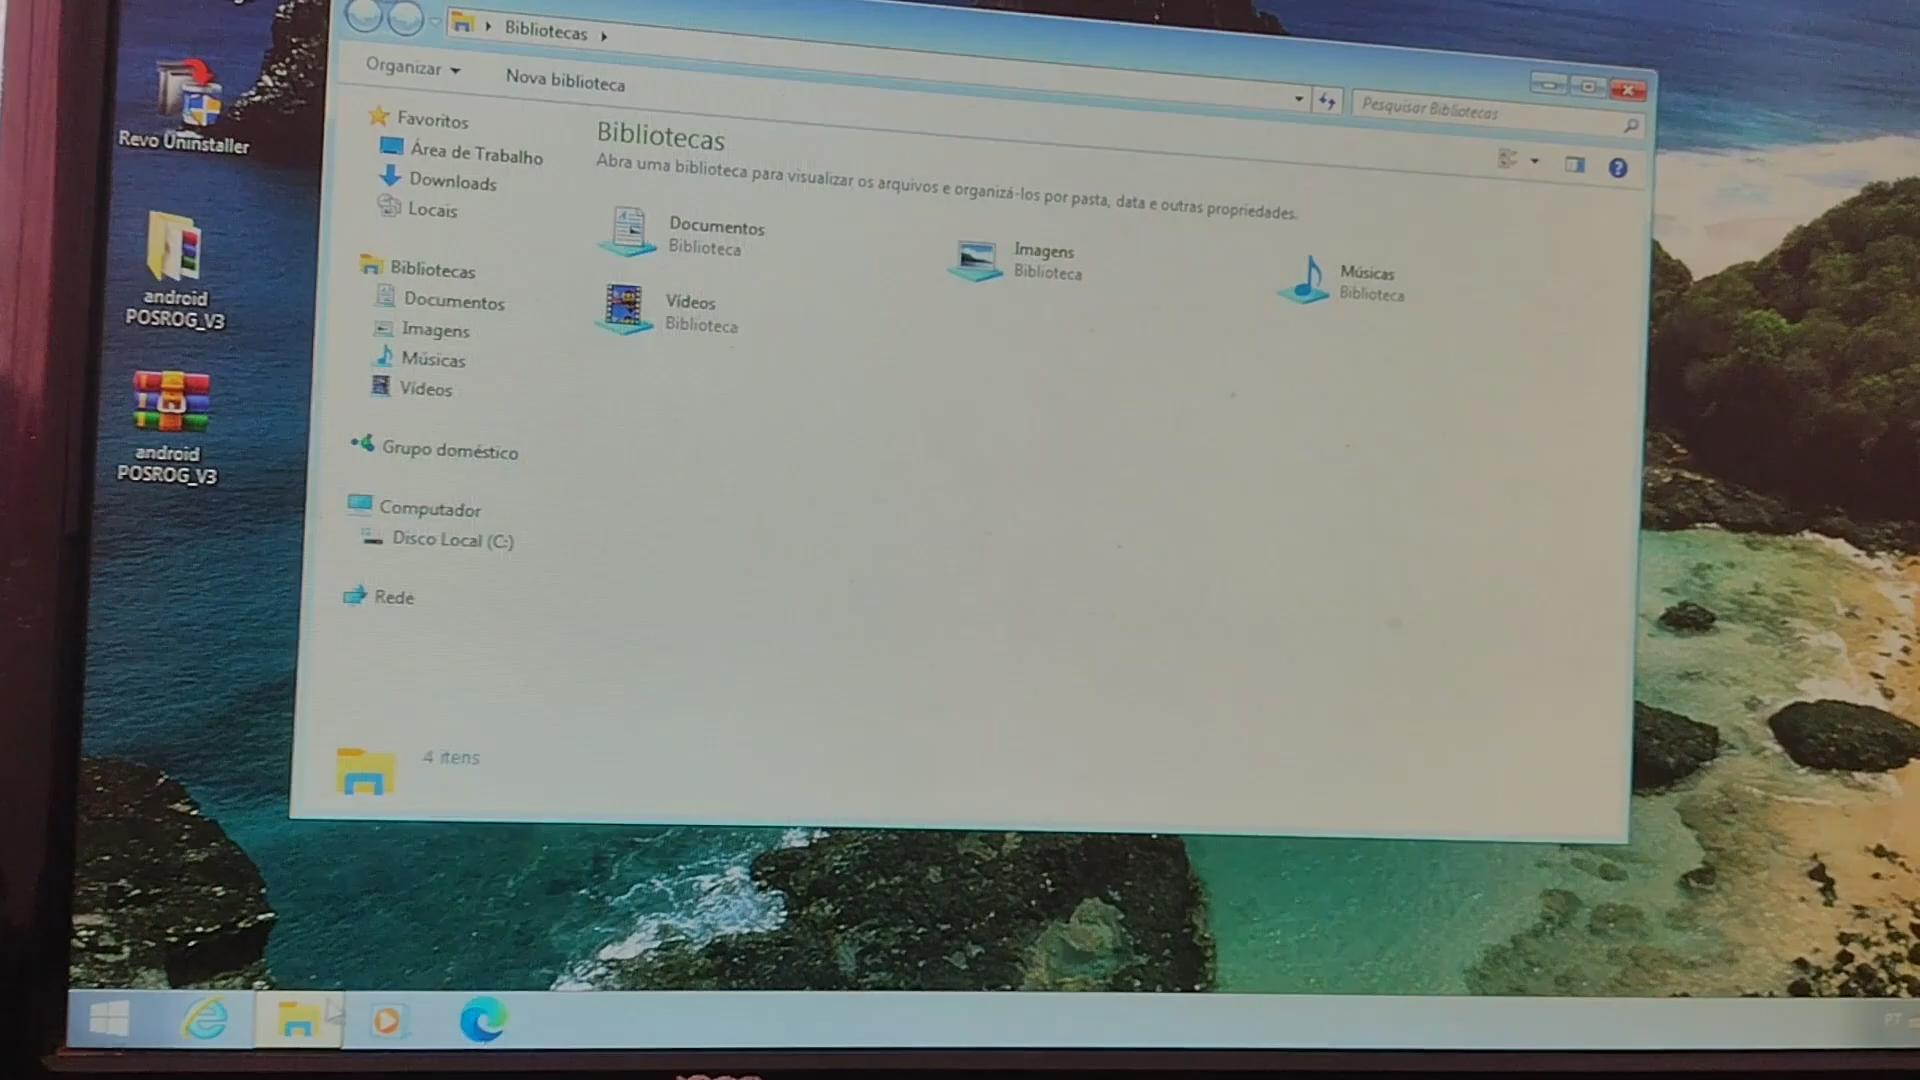 Bibliotecas
Organizar
Nova biblioteca
Pesquisar Bibliotecas
Revo Uninstaller
android
POSROG_V3
android
POSROG_V3
Favoritos
Área de Trabalho
Downloads
Locais
Bibliotecas
Documentos
Imagens
Músicas
Vídeos
Grupo doméstico
Computador
Disco Local (C:)
Rede
Bibliotecas
Abra uma biblioteca para visualizar os arquivos e organizá-los por pasta, data e outras propriedades.
Documentos
Biblioteca
Imagens
Biblioteca
Músicas
Biblioteca
Vídeos
Biblioteca
4 itens
PT